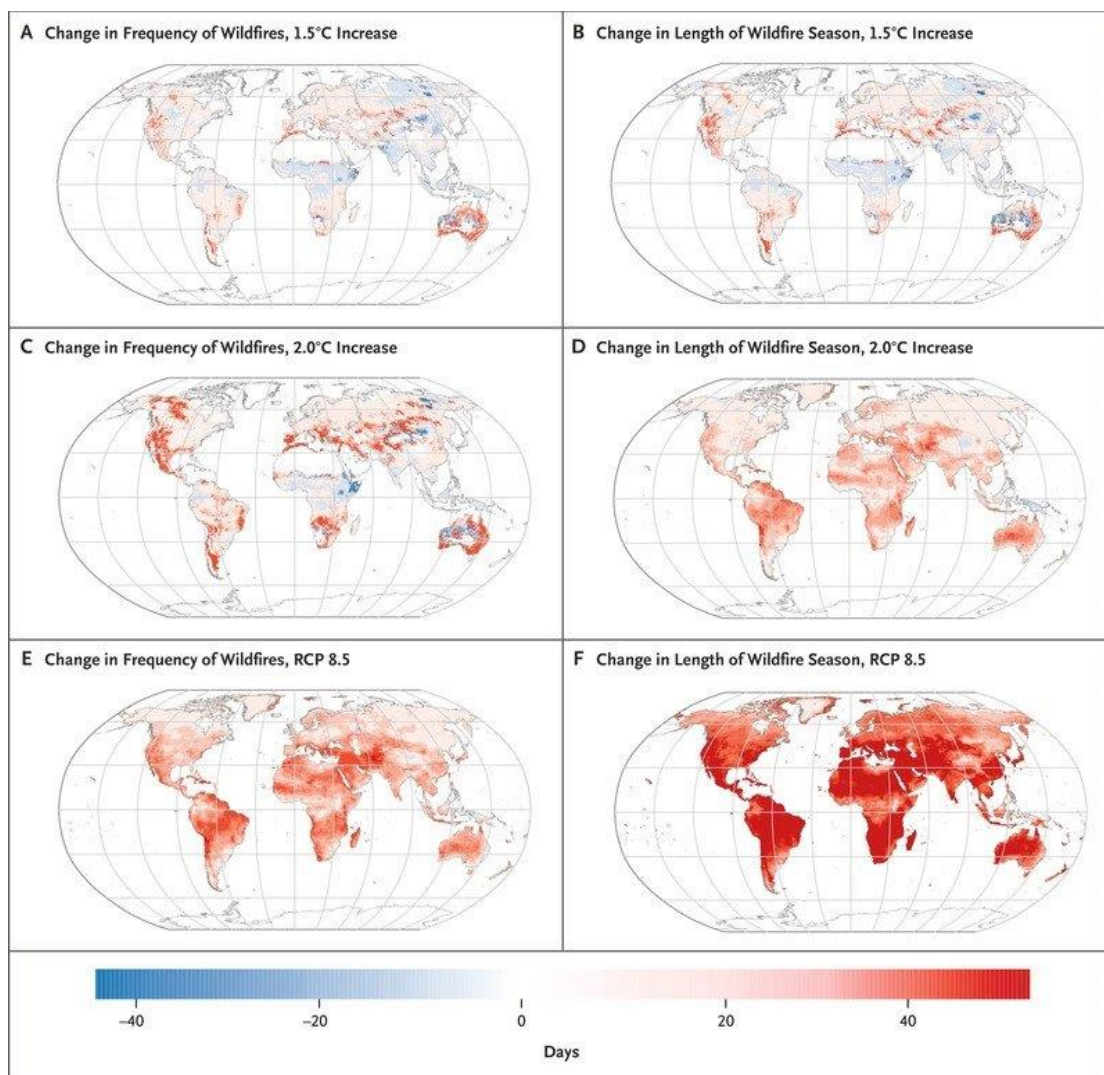 A Change in Frequency of Wildfires, 1.5°C Increase
B Change in Length of Wildfire Season, 1.5°C Increase
C Change in Frequency of Wildfires, 2.0°C Increase
D Change in Length of Wildfire Season, 2.0°C Increase
E Change in Frequency of Wildfires, RCP 8.5
F Change in Length of Wildfire Season, RCP 8.5
−40 −20 0 20 40
Days